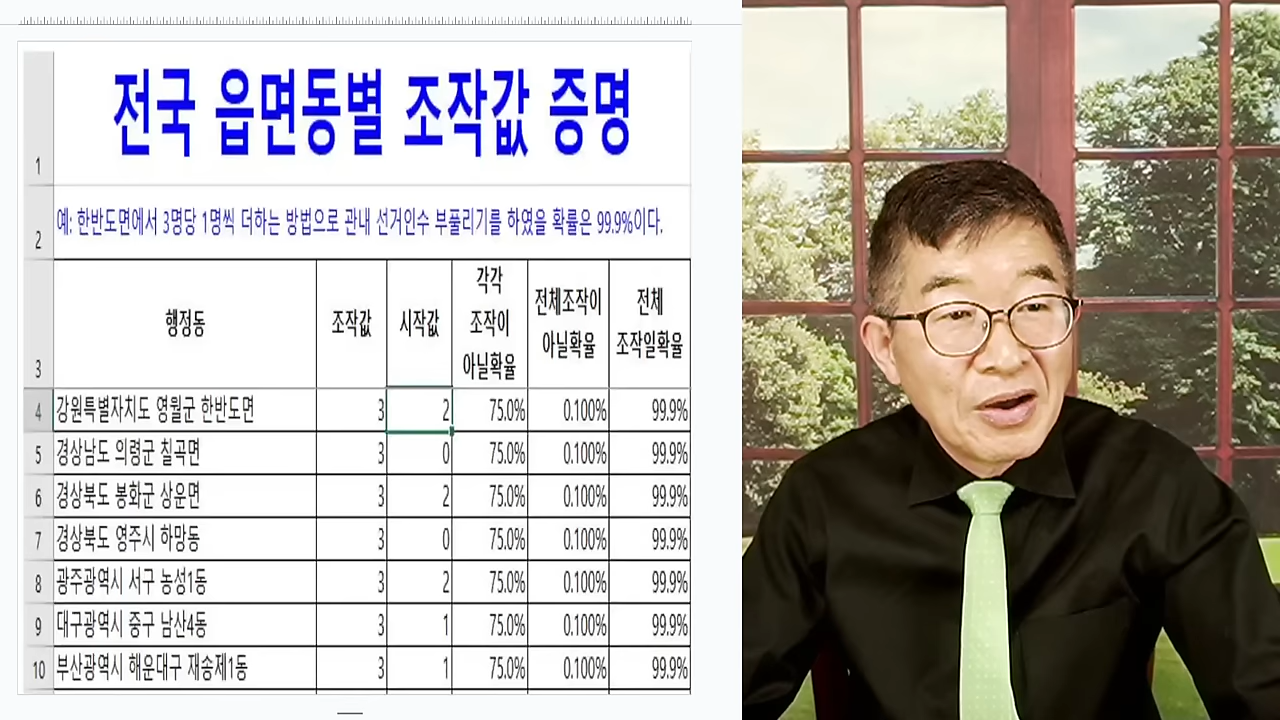 전국 읍면동별 조작값 증명
1
예: 한반도면에서 3명당 1명씩 더하는 방법으로 관내 선거인수 부풀리기를 하였을 확률은 99.9%이다.
2
행정동 조작값 시작값 각각 조작이 아닐확율 전체조작이 아닐확율 전체 조작일확율
3
4 강원특별자치도 영월군 한반도면 3 2 75.0% 0.100% 99.9%
5 경상남도 의령군 칠곡면 3 0 75.0% 0.100% 99.9%
6 경상북도 봉화군 상운면 3 2 75.0% 0.100% 99.9%
7 경상북도 영주시 하망동 3 0 75.0% 0.100% 99.9%
8 광주광역시 서구 농성1동 3 2 75.0% 0.100% 99.9%
9 대구광역시 중구 남산4동 3 1 75.0% 0.100% 99.9%
10 부산광역시 해운대구 재송제1동 3 1 75.0% 0.100% 99.9%